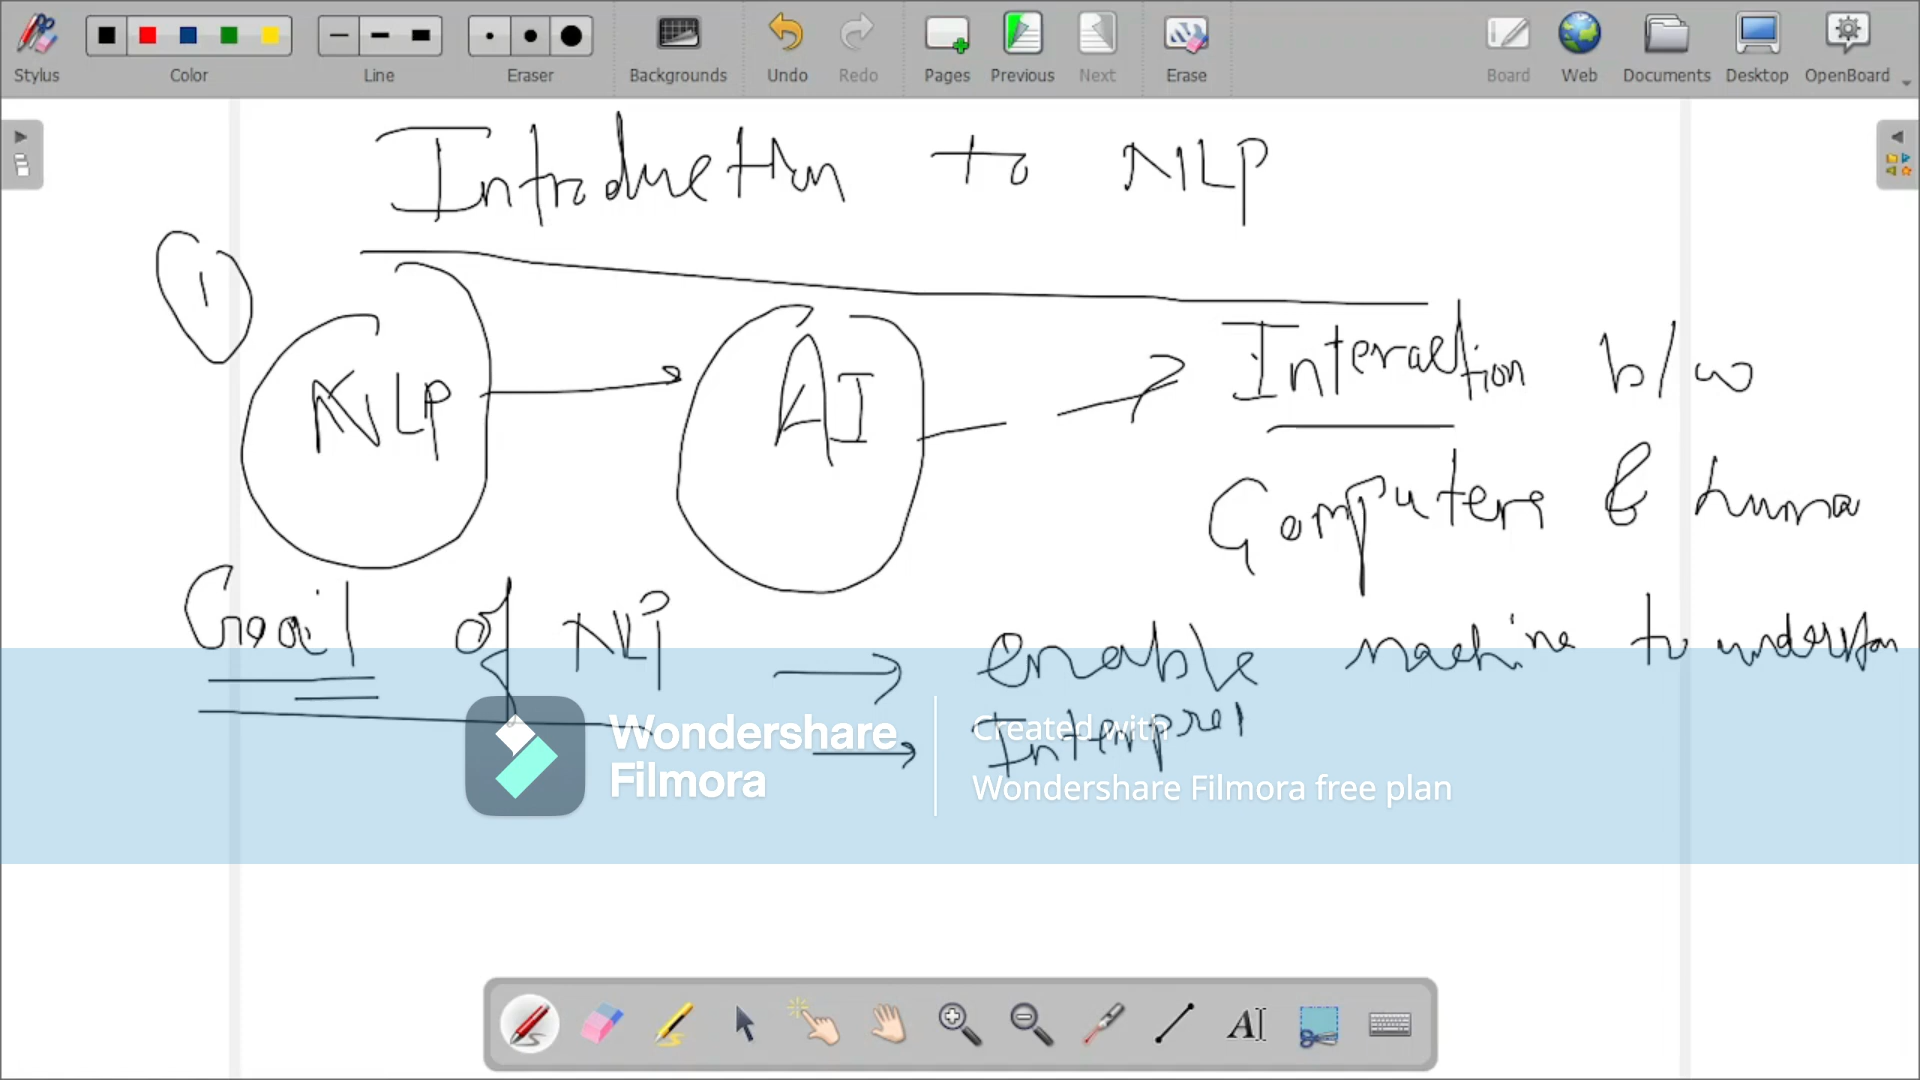 Stylus Color Line Eraser Backgrounds Undo Redo Pages Previous Next Erase Board Web Documents Desktop OpenBoard
Introduction to NLP
1
NLP AI Interaction b/w
Computers & huma
Goal of NLP → enable machine to understan
→ Interpret
Wondershare
Filmora
Created with
Wondershare Filmora free plan
AI